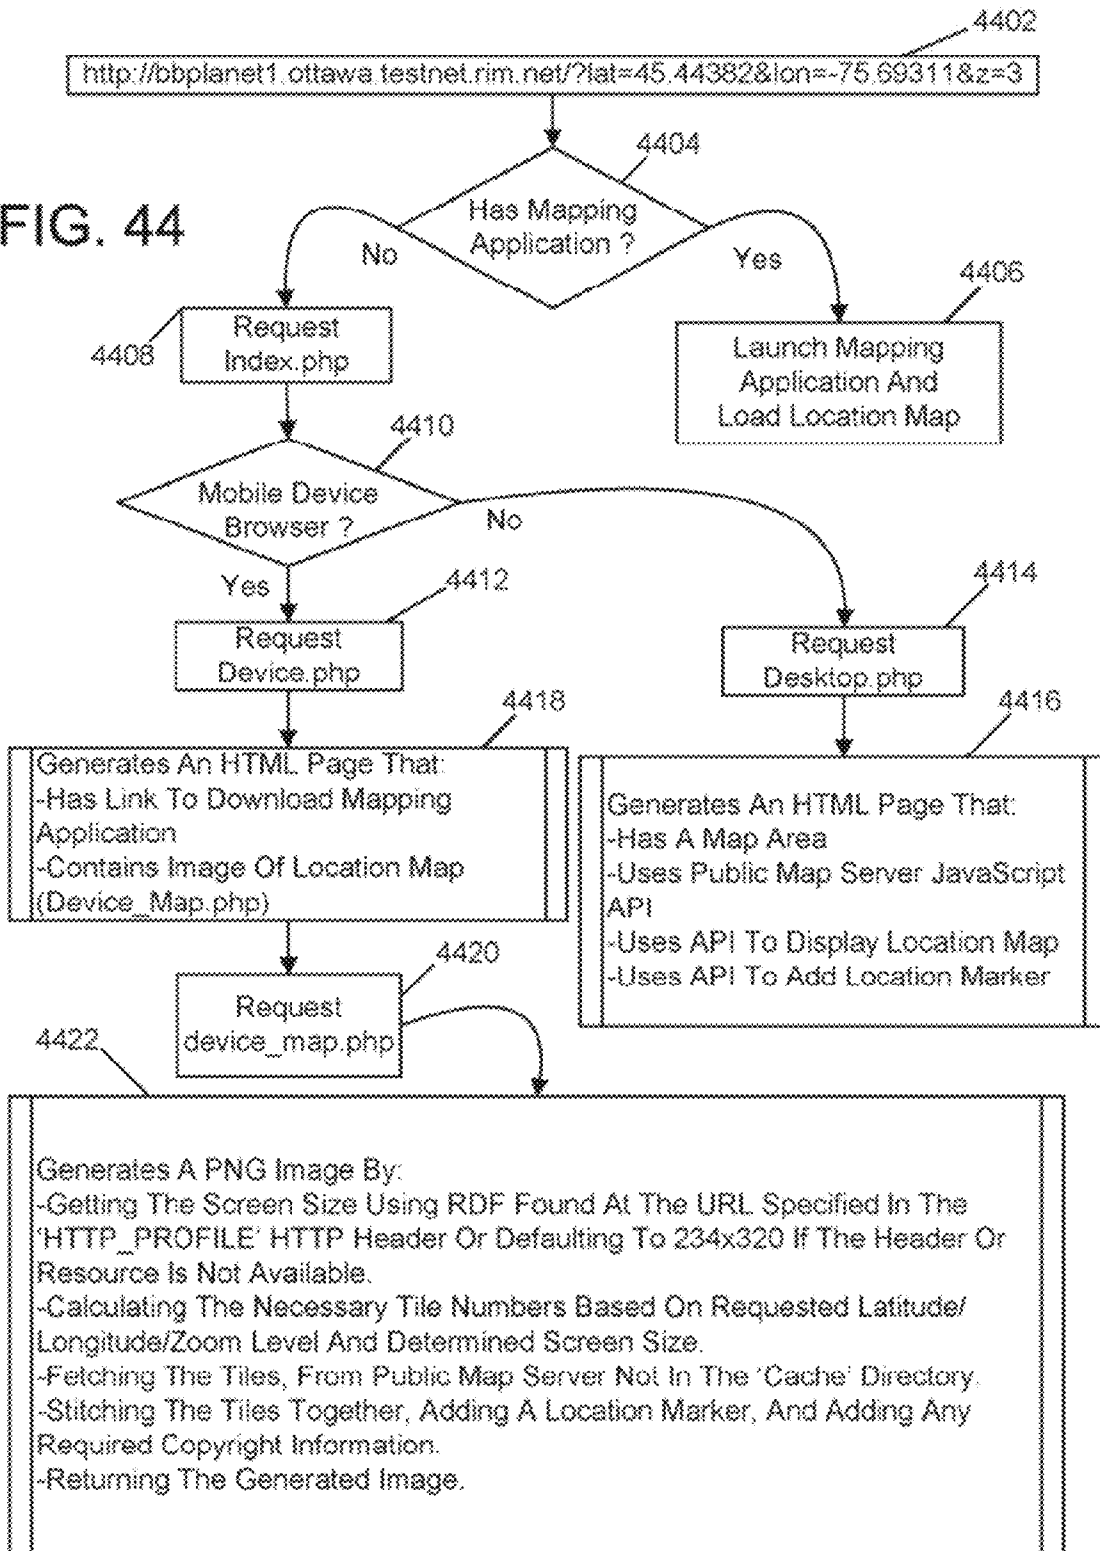 4402
http://bbplanet1.ottawa.testnet.rim.net/?lat=45.44382&lon=-75.69311&z=3
4404
FIG. 44
Has Mapping
Application ?
No
Yes
4406
4408
Request
Index.php
Launch Mapping
Application And
Load Location Map
4410
Mobile Device
Browser ?
No
Yes
4412
4414
Request
Device.php
Request
Desktop.php
4418
4416
Generates An HTML Page That:
-Has Link To Download Mapping
Application
-Contains Image Of Location Map
(Device_Map.php)
Generates An HTML Page That:
-Has A Map Area
-Uses Public Map Server JavaScript
API
-Uses API To Display Location Map
-Uses API To Add Location Marker
4420
Request
device_map.php
4422
Generates A PNG Image By:
-Getting The Screen Size Using RDF Found At The URL Specified In The
'HTTP_PROFILE' HTTP Header Or Defaulting To 234x320 If The Header Or
Resource Is Not Available.
-Calculating The Necessary Tile Numbers Based On Requested Latitude/
Longitude/Zoom Level And Determined Screen Size.
-Fetching The Tiles, From Public Map Server Not In The 'Cache' Directory.
-Stitching The Tiles Together, Adding A Location Marker, And Adding Any
Required Copyright Information.
-Returning The Generated Image.